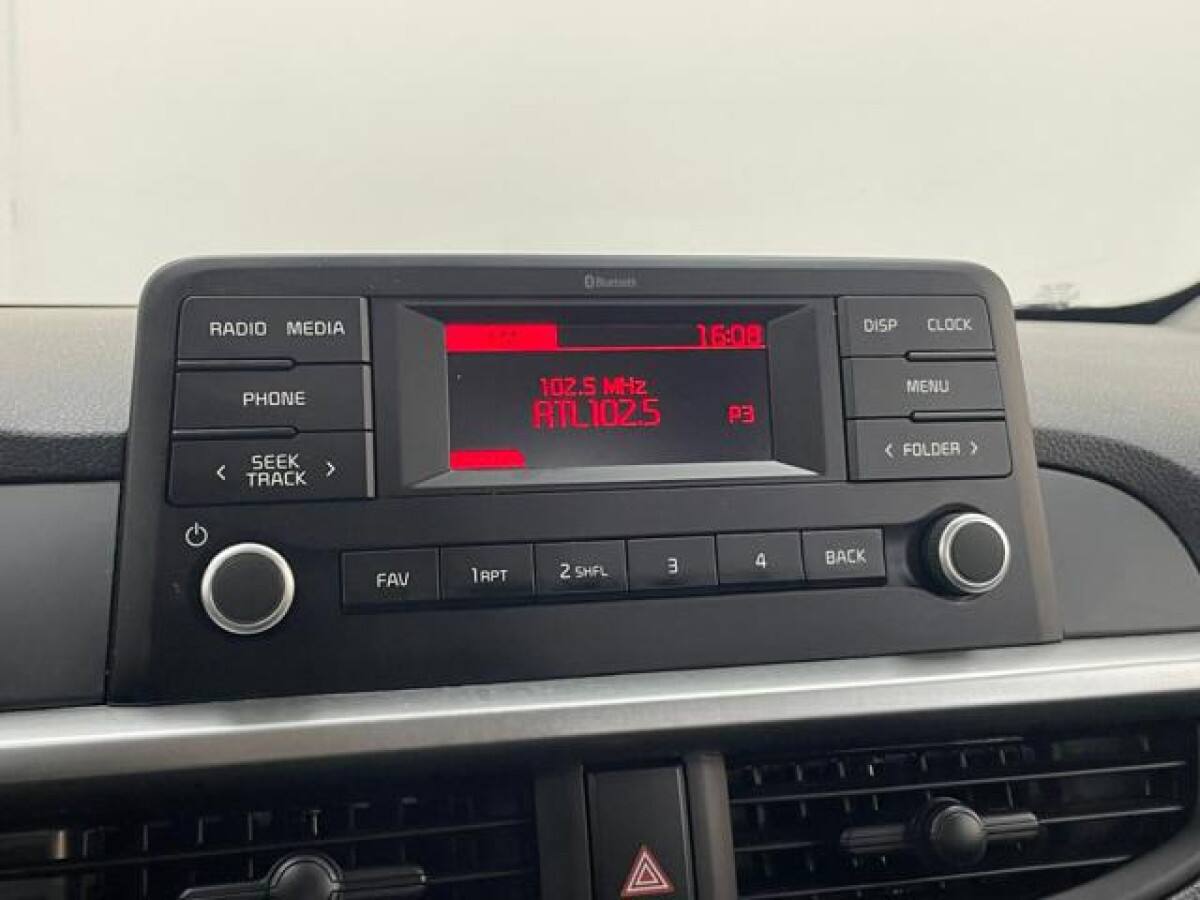 Bluetooth
RADIO MEDIA
16:08
DISP CLOCK
102.5 MHz
RTL102.5
P3
PHONE
MENU
< SEEK TRACK >
< FOLDER >
FAV
1 RPT
2 SHFL
3
4
BACK